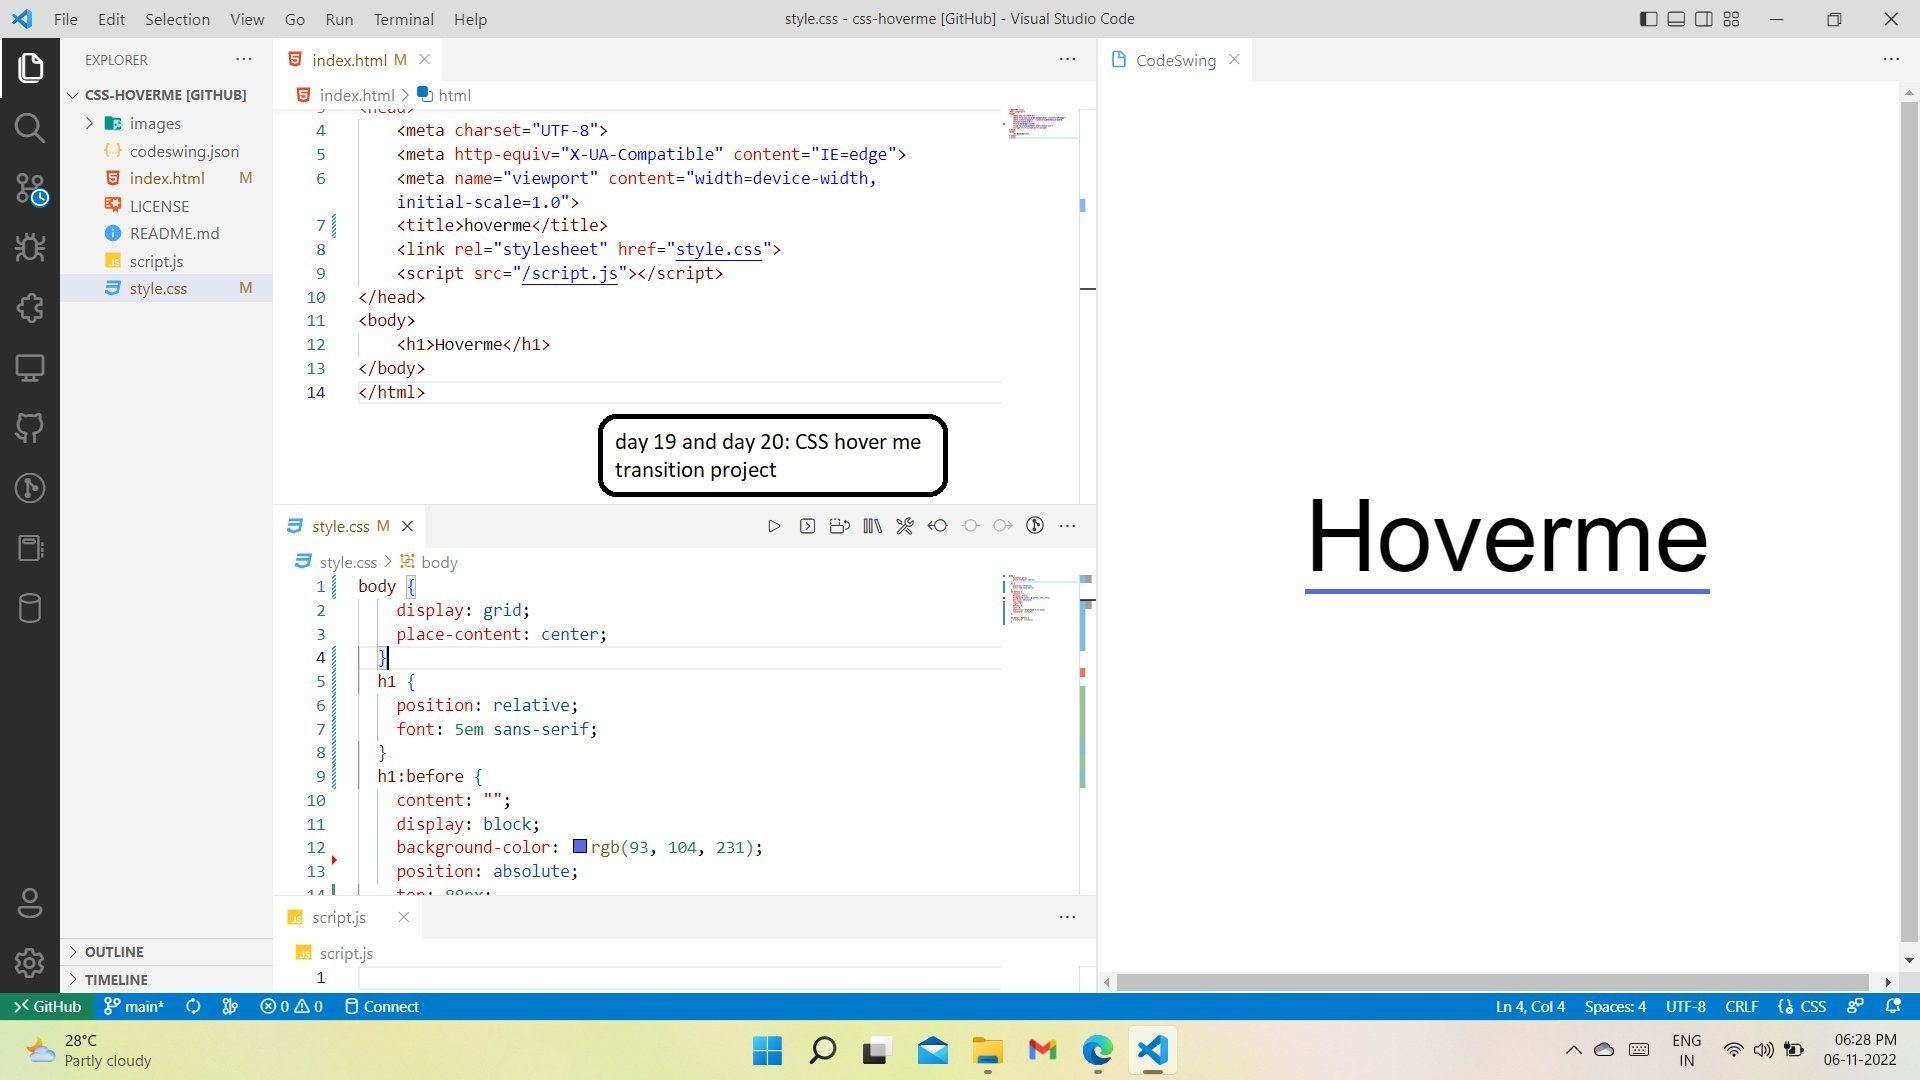 File Edit Selection View Go Run Terminal Help
style.css - css-hoverme [GitHub] - Visual Studio Code
EXPLORER
CSS-HOVERME [GITHUB]
images
codeswing.json
index.html M
LICENSE
README.md
script.js
style.css M
OUTLINE
TIMELINE
index.html M
index.html > html
<head>
4 <meta charset="UTF-8">
5 <meta http-equiv="X-UA-Compatible" content="IE=edge">
6 <meta name="viewport" content="width=device-width,
initial-scale=1.0">
7 <title>hoverme</title>
8 <link rel="stylesheet" href="style.css">
9 <script src="/script.js"></script>
10 </head>
11 <body>
12 <h1>Hoverme</h1>
13 </body>
14 </html>
day 19 and day 20: CSS hover me
transition project
style.css M
style.css > body
1 body {
2 display: grid;
3 place-content: center;
4 }
5 h1 {
6 position: relative;
7 font: 5em sans-serif;
8 }
9 h1:before {
10 content: "";
11 display: block;
12 background-color: rgb(93, 104, 231);
13 position: absolute;
14 top: 88px;
script.js
script.js
1
CodeSwing
Hoverme
GitHub main* 0 0 Connect
Ln 4, Col 4 Spaces: 4 UTF-8 CRLF CSS
28°C
Partly cloudy
ENG
IN
06:28 PM
06-11-2022